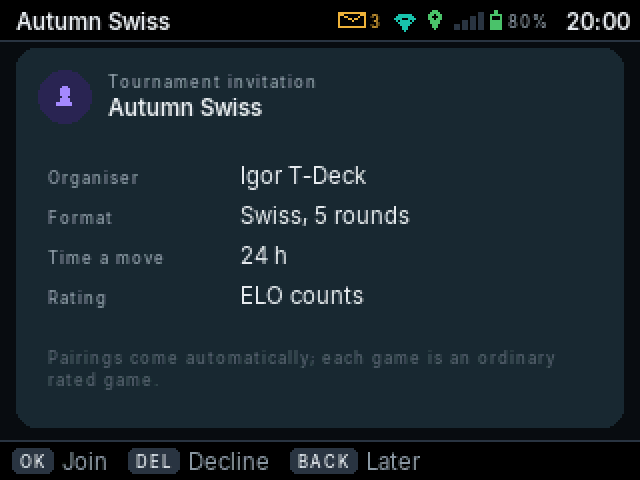 Autumn Swiss 3 80% 20:00
Tournament invitation
Autumn Swiss
Organiser Igor T-Deck
Format Swiss, 5 rounds
Time a move 24 h
Rating ELO counts
Pairings come automatically; each game is an ordinary
rated game.
OK Join DEL Decline BACK Later